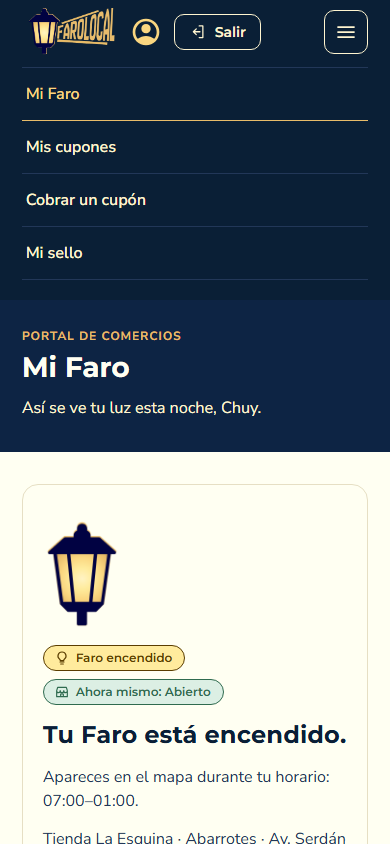 FAROLOCAL
Salir
Mi Faro
Mis cupones
Cobrar un cupón
Mi sello
PORTAL DE COMERCIOS
Mi Faro
Así se ve tu luz esta noche, Chuy.
Faro encendido
Ahora mismo: Abierto
Tu Faro está encendido.
Apareces en el mapa durante tu horario:
07:00–01:00.
Tienda La Esquina · Abarrotes · Av. Serdán